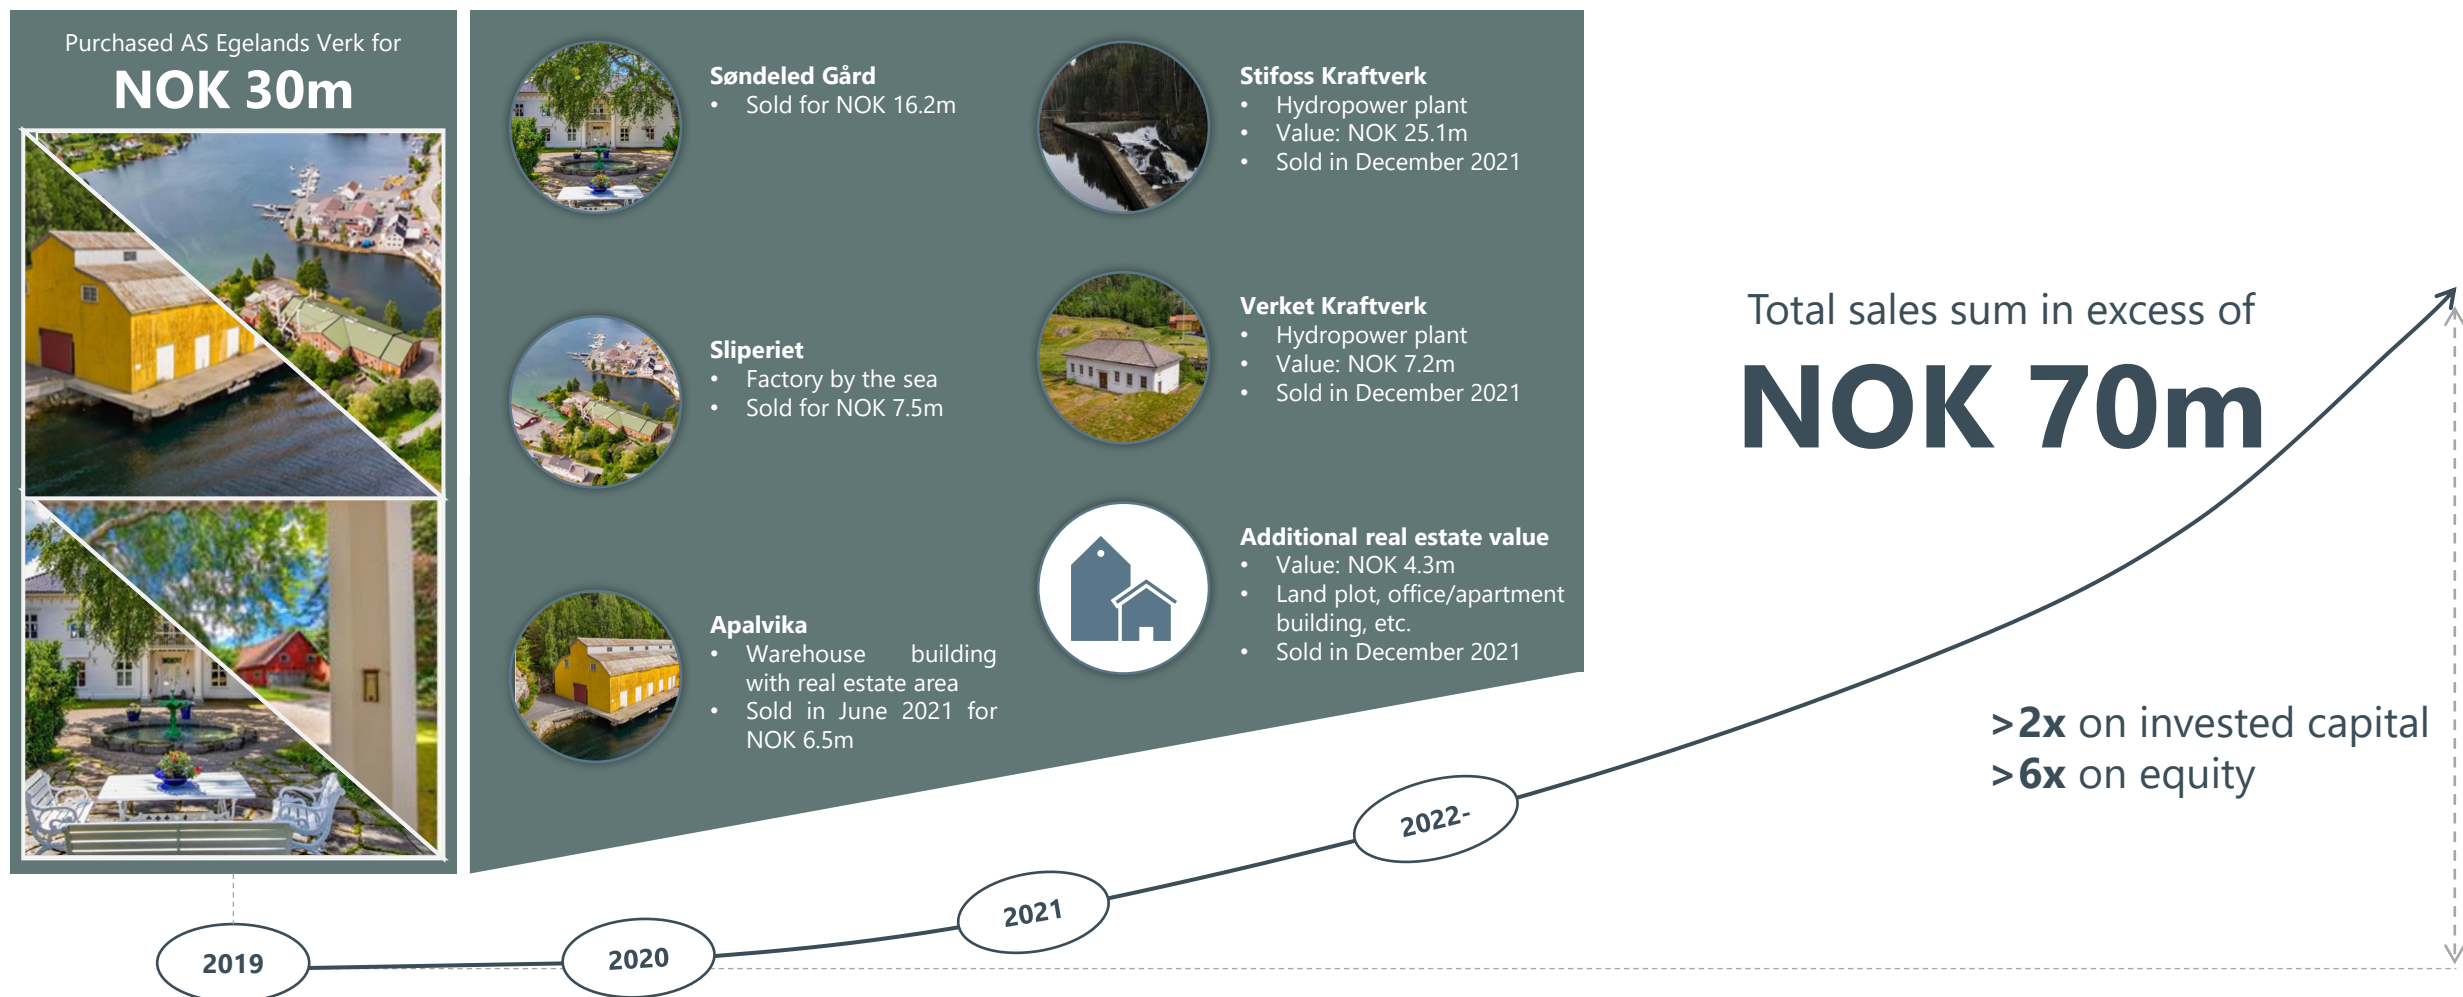 Purchased AS Egelands Verk for
NOK 30m
Søndeled Gård
• Sold for NOK 16.2m
Sliperiet
• Factory by the sea
• Sold for NOK 7.5m
Apalvika
• Warehouse building
with real estate area
• Sold in June 2021 for
NOK 6.5m
Stifoss Kraftverk
• Hydropower plant
• Value: NOK 25.1m
• Sold in December 2021
Verket Kraftverk
• Hydropower plant
• Value: NOK 7.2m
• Sold in December 2021
Additional real estate value
• Value: NOK 4.3m
• Land plot, office/apartment
building, etc.
• Sold in December 2021
Total sales sum in excess of
NOK 70m
>2x on invested capital
>6x on equity
2019
2020
2021
2022-